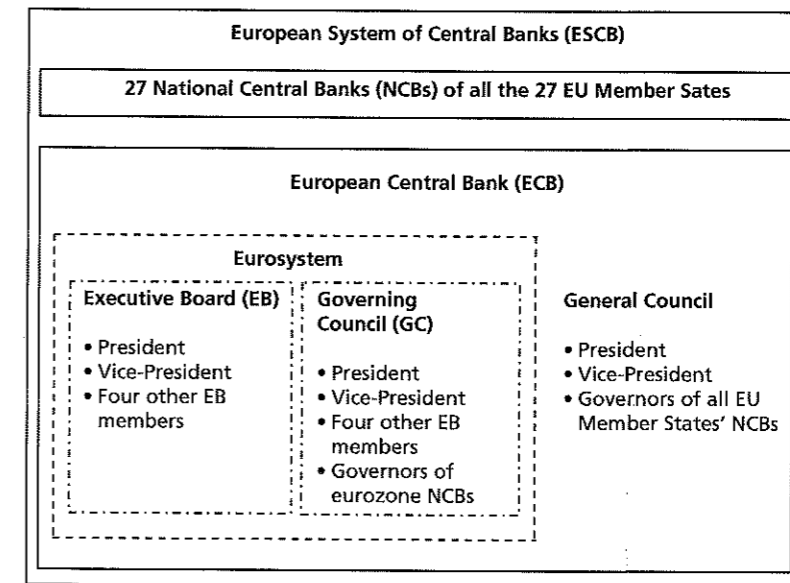 European System of Central Banks (ESCB)
27 National Central Banks (NCBs) of all the 27 EU Member Sates
European Central Bank (ECB)
Eurosystem
Executive Board (EB)
• President
• Vice-President
• Four other EB
members
Governing
Council (GC)
• President
• Vice-President
• Four other EB
members
• Governors of
eurozone NCBs
General Council
• President
• Vice-President
• Governors of all EU
Member States' NCBs